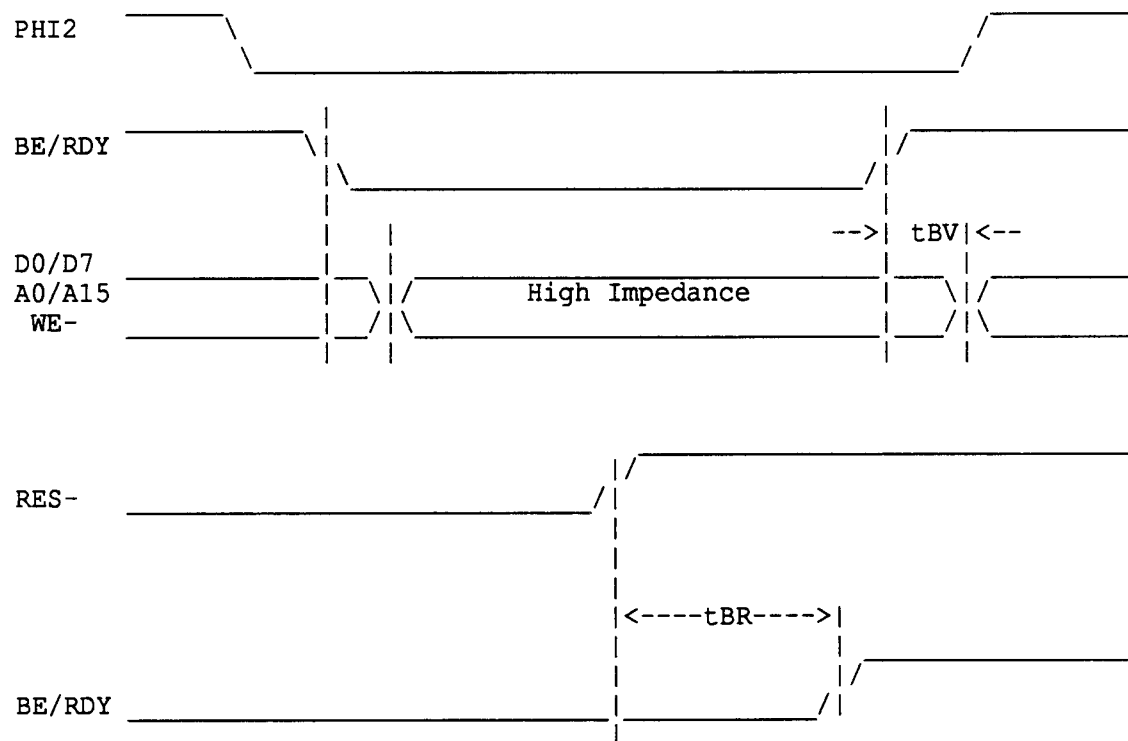 PHI2
BE/RDY
-->| tBV|<--
D0/D7
A0/A15
WE-
High Impedance
RES-
|<----tBR---->|
BE/RDY